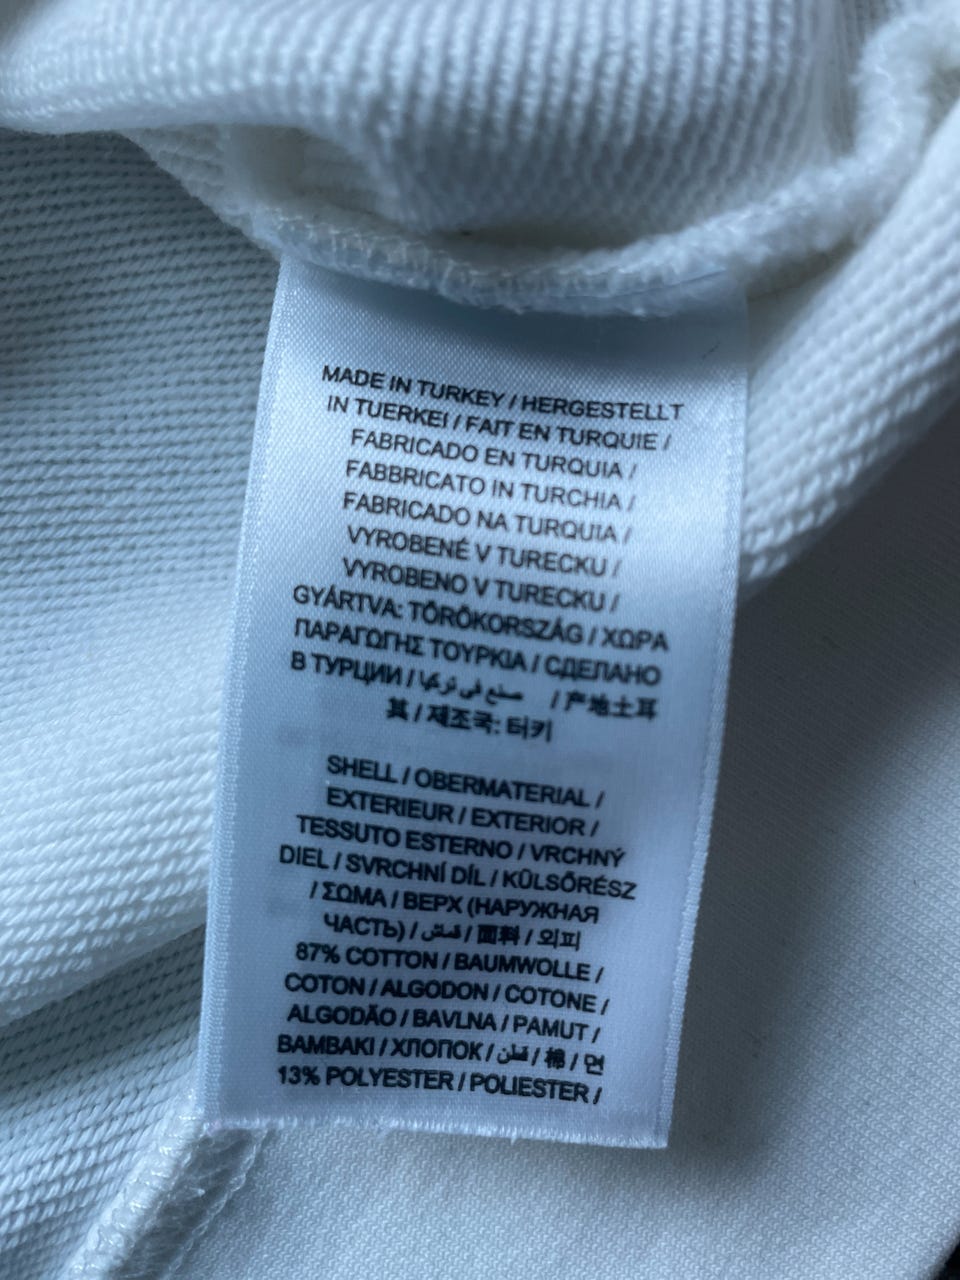 MADE IN TURKEY / HERGESTELLT
IN TUERKEI / FAIT EN TURQUIE /
FABRICADO EN TURQUIA /
FABBRICATO IN TURCHIA /
FABRICADO NA TURQUIA /
VYROBENÉ V TURECKU /
VYROBENO V TURECKU /
GYÁRTVA: TÖRÖKORSZÁG / ΧΩΡΑ
ΠΑΡΑΓΩΓΗΣ ΤΟΥΡΚΙΑ / СДЕЛАНО
В ТУРЦИИ / صنع في تركيا / 产地土耳
其 / 제조국: 터키
SHELL / OBERMATERIAL /
EXTERIEUR / EXTERIOR /
TESSUTO ESTERNO / VRCHNÝ
DIEL / SVRCHNÍ DÍL / KÜLSŐRÉSZ
/ ΣΩΜΑ / ВЕРХ (НАРУЖНАЯ
ЧАСТЬ) / قماش / 面料 / 외피
87% COTTON / BAUMWOLLE /
COTON / ALGODON / COTONE /
ALGODÃO / BAVLNA / PAMUT /
ΒΑΜΒΑΚΙ / ХЛОПОК / قطن / 棉 / 면
13% POLYESTER / POLIESTER /